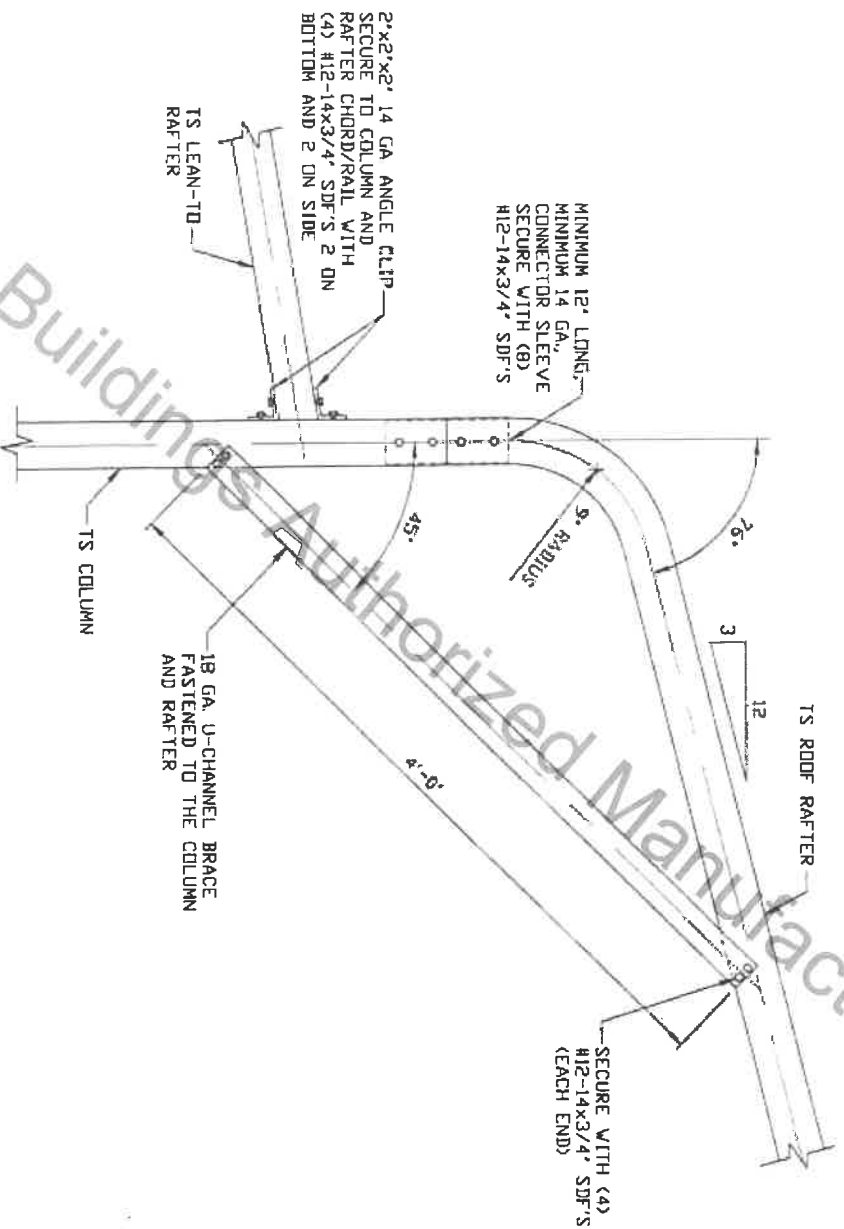 MINIMUM 12" LONG,
MINIMUM 14 GA.,
CONNECTOR SLEEVE
SECURE WITH (8)
#12-14x3/4" SDF'S
2"x2"x2" 14 GA ANGLE CLIP
SECURE TO COLUMN AND
RAFTER CHORD/RAIL WITH
(4) #12-14x3/4" SDF'S 2 ON
BOTTOM AND 2 ON SIDE
TS LEAN-TO
RAFTER
TS ROOF RAFTER
12
3
76°
9" RADIUS
45°
4'-0"
SECURE WITH (4)
#12-14x3/4" SDF'S
(EACH END)
18 GA. U-CHANNEL BRACE
FASTENED TO THE COLUMN
AND RAFTER
TS COLUMN
Buildings Authorized Manufact